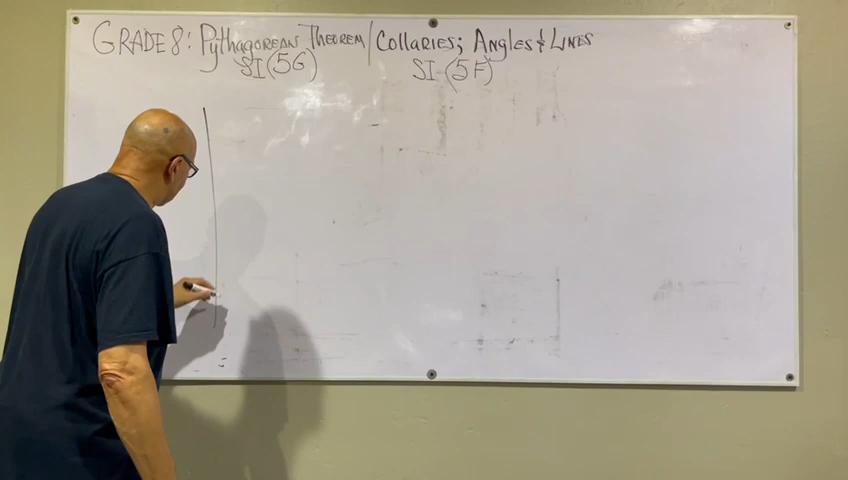 GRADE 8: Pythagorean Theorem/Collaries; Angles & Lines
SI(5G) SI(5F)